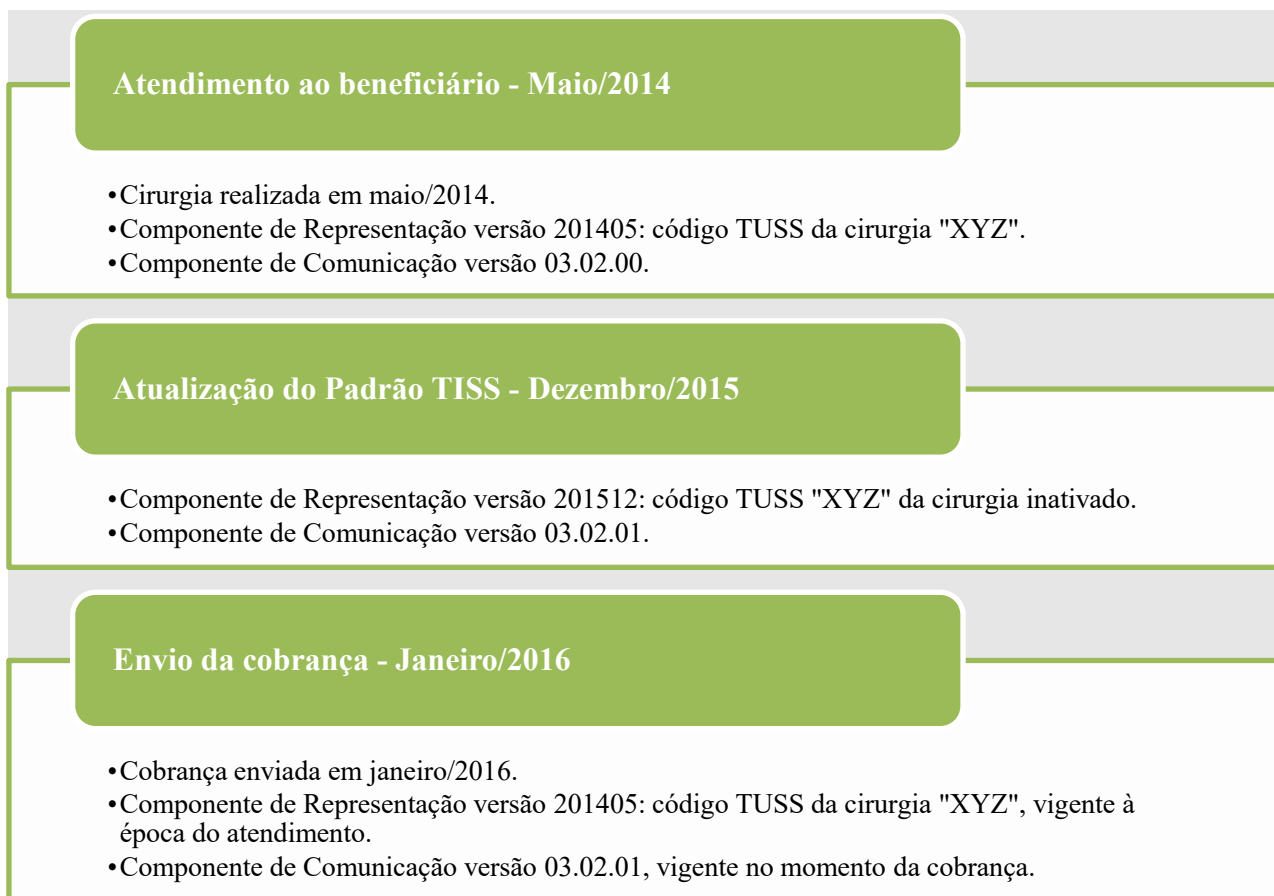 Atendimento ao beneficiário - Maio/2014
•Cirurgia realizada em maio/2014.
•Componente de Representação versão 201405: código TUSS da cirurgia "XYZ".
•Componente de Comunicação versão 03.02.00.
Atualização do Padrão TISS - Dezembro/2015
•Componente de Representação versão 201512: código TUSS "XYZ" da cirurgia inativado.
•Componente de Comunicação versão 03.02.01.
Envio da cobrança - Janeiro/2016
•Cobrança enviada em janeiro/2016.
•Componente de Representação versão 201405: código TUSS da cirurgia "XYZ", vigente à
época do atendimento.
•Componente de Comunicação versão 03.02.01, vigente no momento da cobrança.